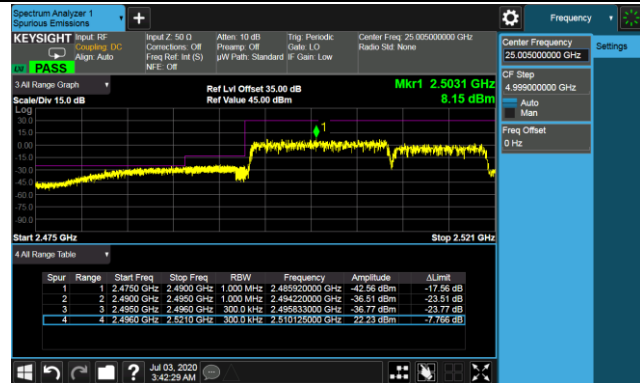 Spectrum Analyzer 1
Spurious Emissions
Frequency
KEYSIGHT
Input: RF
Coupling: DC
Align: Auto
Input Z: 50 Ω
Corrections: Off
Freq Ref: Int (S)
NFE: Off
Atten: 10 dB
Preamp: Off
µW Path: Standard
Trig: Periodic
Gate: LO
IF Gain: Low
Center Freq: 25.005000000 GHz
Radio Std: None
PASS
Center Frequency
25.005000000 GHz
Settings
CF Step
4.999000000 GHz
Auto
Man
Freq Offset
0 Hz
3 All Range Graph
Ref Lvl Offset 35.00 dB
Mkr1 2.5031 GHz
Scale/Div 15.0 dB
Ref Value 45.00 dBm
8.15 dBm
Log
30.0
15.0
0.00
-15.0
-30.0
-45.0
-60.0
-75.0
-90.0
1
Start 2.475 GHz
Stop 2.521 GHz
4 All Range Table
Spur Range Start Freq Stop Freq RBW Frequency Amplitude ΔLimit
1 1 2.4750 GHz 2.4900 GHz 1.000 MHz 2.485920000 GHz -42.56 dBm -17.56 dB
2 2 2.4900 GHz 2.4950 GHz 1.000 MHz 2.494220000 GHz -36.51 dBm -23.51 dB
3 3 2.4950 GHz 2.4960 GHz 300.0 kHz 2.495833000 GHz -36.77 dBm -23.77 dB
4 4 2.4960 GHz 2.5210 GHz 300.0 kHz 2.510125000 GHz 22.23 dBm -7.766 dB
Jul 03, 2020
3:42:29 AM